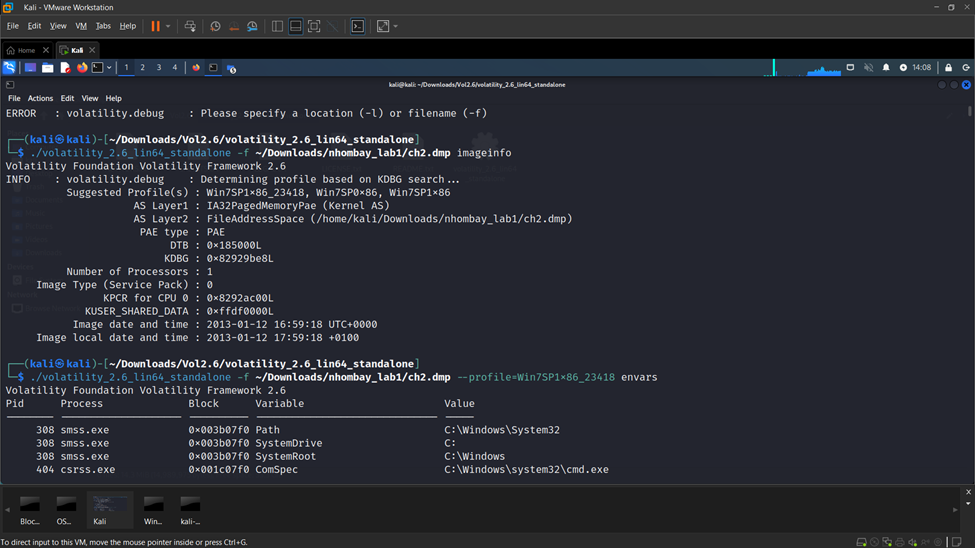 Kali - VMware Workstation
File Edit View VM Tabs Help
Home Kali
1 2 3 4 14:08
kali@kali: ~/Downloads/Vol2.6/volatility_2.6_lin64_standalone
File Actions Edit View Help
ERROR : volatility.debug : Please specify a location (-l) or filename (-f)
┌──(kali㉿kali)-[~/Downloads/Vol2.6/volatility_2.6_lin64_standalone]
└─$ ./volatility_2.6_lin64_standalone -f ~/Downloads/nhombay_lab1/ch2.dmp imageinfo
Volatility Foundation Volatility Framework 2.6
INFO : volatility.debug : Determining profile based on KDBG search...
Suggested Profile(s) : Win7SP1x86_23418, Win7SP0x86, Win7SP1x86
AS Layer1 : IA32PagedMemoryPae (Kernel AS)
AS Layer2 : FileAddressSpace (/home/kali/Downloads/nhombay_lab1/ch2.dmp)
PAE type : PAE
DTB : 0x185000L
KDBG : 0x82929be8L
Number of Processors : 1
Image Type (Service Pack) : 0
KPCR for CPU 0 : 0x8292ac00L
KUSER_SHARED_DATA : 0xffdf0000L
Image date and time : 2013-01-12 16:59:18 UTC+0000
Image local date and time : 2013-01-12 17:59:18 +0100
┌──(kali㉿kali)-[~/Downloads/Vol2.6/volatility_2.6_lin64_standalone]
└─$ ./volatility_2.6_lin64_standalone -f ~/Downloads/nhombay_lab1/ch2.dmp --profile=Win7SP1x86_23418 envars
Volatility Foundation Volatility Framework 2.6
Pid Process Block Variable Value
308 smss.exe 0x003b07f0 Path C:\Windows\System32
308 smss.exe 0x003b07f0 SystemDrive C:
308 smss.exe 0x003b07f0 SystemRoot C:\Windows
404 csrss.exe 0x001c07f0 ComSpec C:\Windows\system32\cmd.exe
Bloc... OS... Kali Win... kali-...
To direct input to this VM, move the mouse pointer inside or press Ctrl+G.